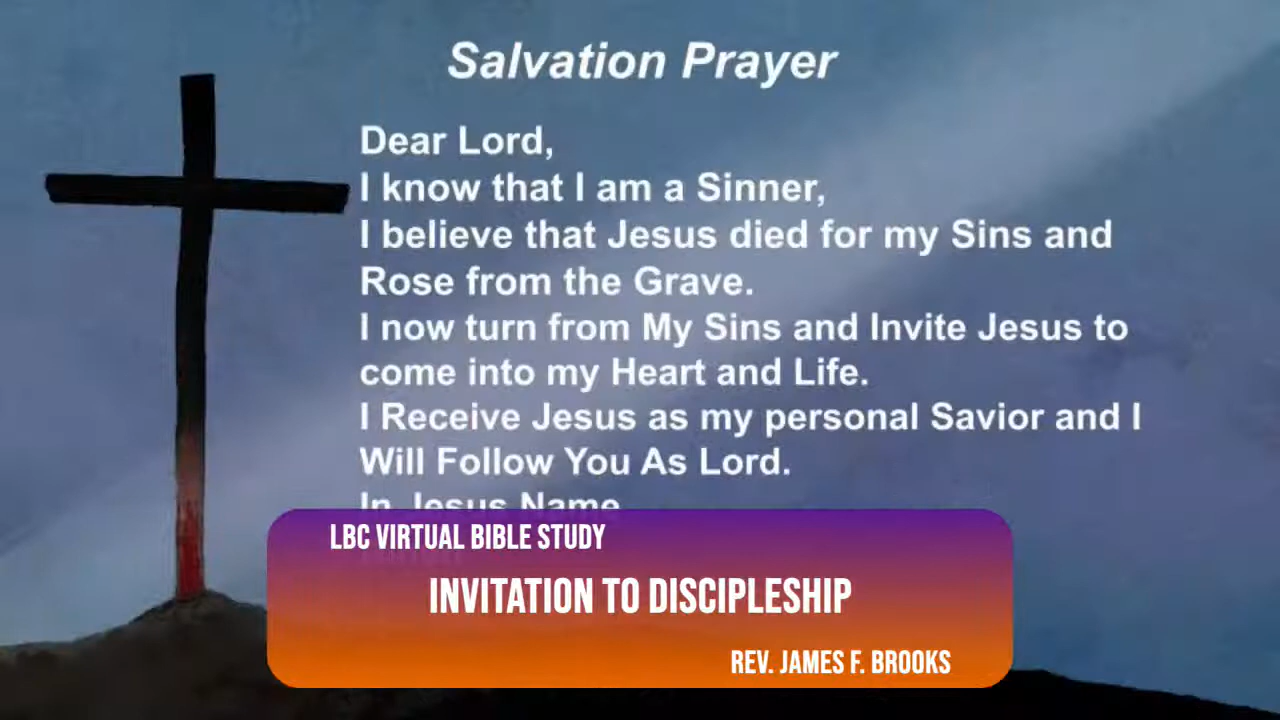 Salvation Prayer
Dear Lord,
I know that I am a Sinner,
I believe that Jesus died for my Sins and
Rose from the Grave.
I now turn from My Sins and Invite Jesus to
come into my Heart and Life.
I Receive Jesus as my personal Savior and I
Will Follow You As Lord.
In Jesus Name
LBC VIRTUAL BIBLE STUDY
INVITATION TO DISCIPLESHIP
REV. JAMES F. BROOKS